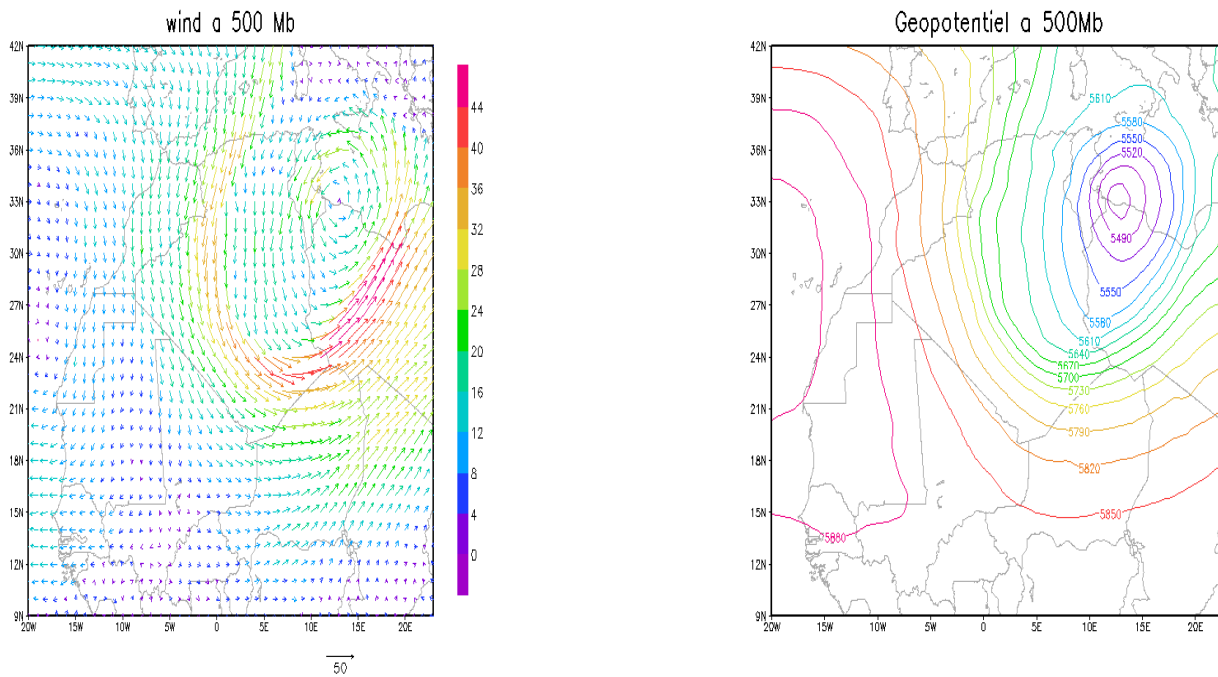 wind a 500 Mb
42N
39N
36N
33N
30N
27N
24N
21N
18N
15N
12N
9N
20W 15W 10W 5W 0 5E 10E 15E 20E
50
44
40
36
32
28
24
20
16
12
8
4
0
Geopotentiel a 500Mb
42N
39N
36N
33N
30N
27N
24N
21N
18N
15N
12N
9N
20W 15W 10W 5W 0 5E 10E 15E 20E
5610
5580
5550
5520
5490
5550
5580
5610
5640
5670
5700
5730
5760
5790
5820
5850
5880